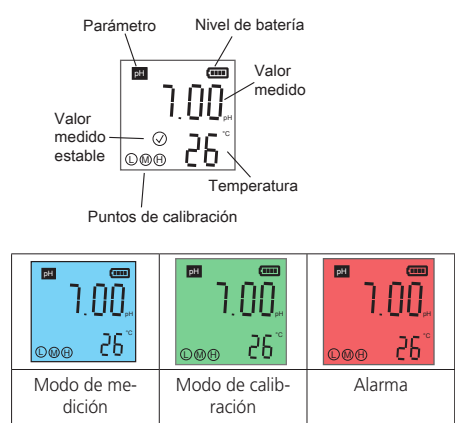 Parámetro
Nivel de batería
pH
Valor
medido
7.00 pH
Valor
medido
estable
26 °C
L M H
Temperatura
Puntos de calibración
pH
7.00 pH
L M H 26 °C
pH
7.00 pH
L M H 26 °C
pH
7.00 pH
L M H 26 °C
Modo de me-
dición
Modo de calib-
ración
Alarma